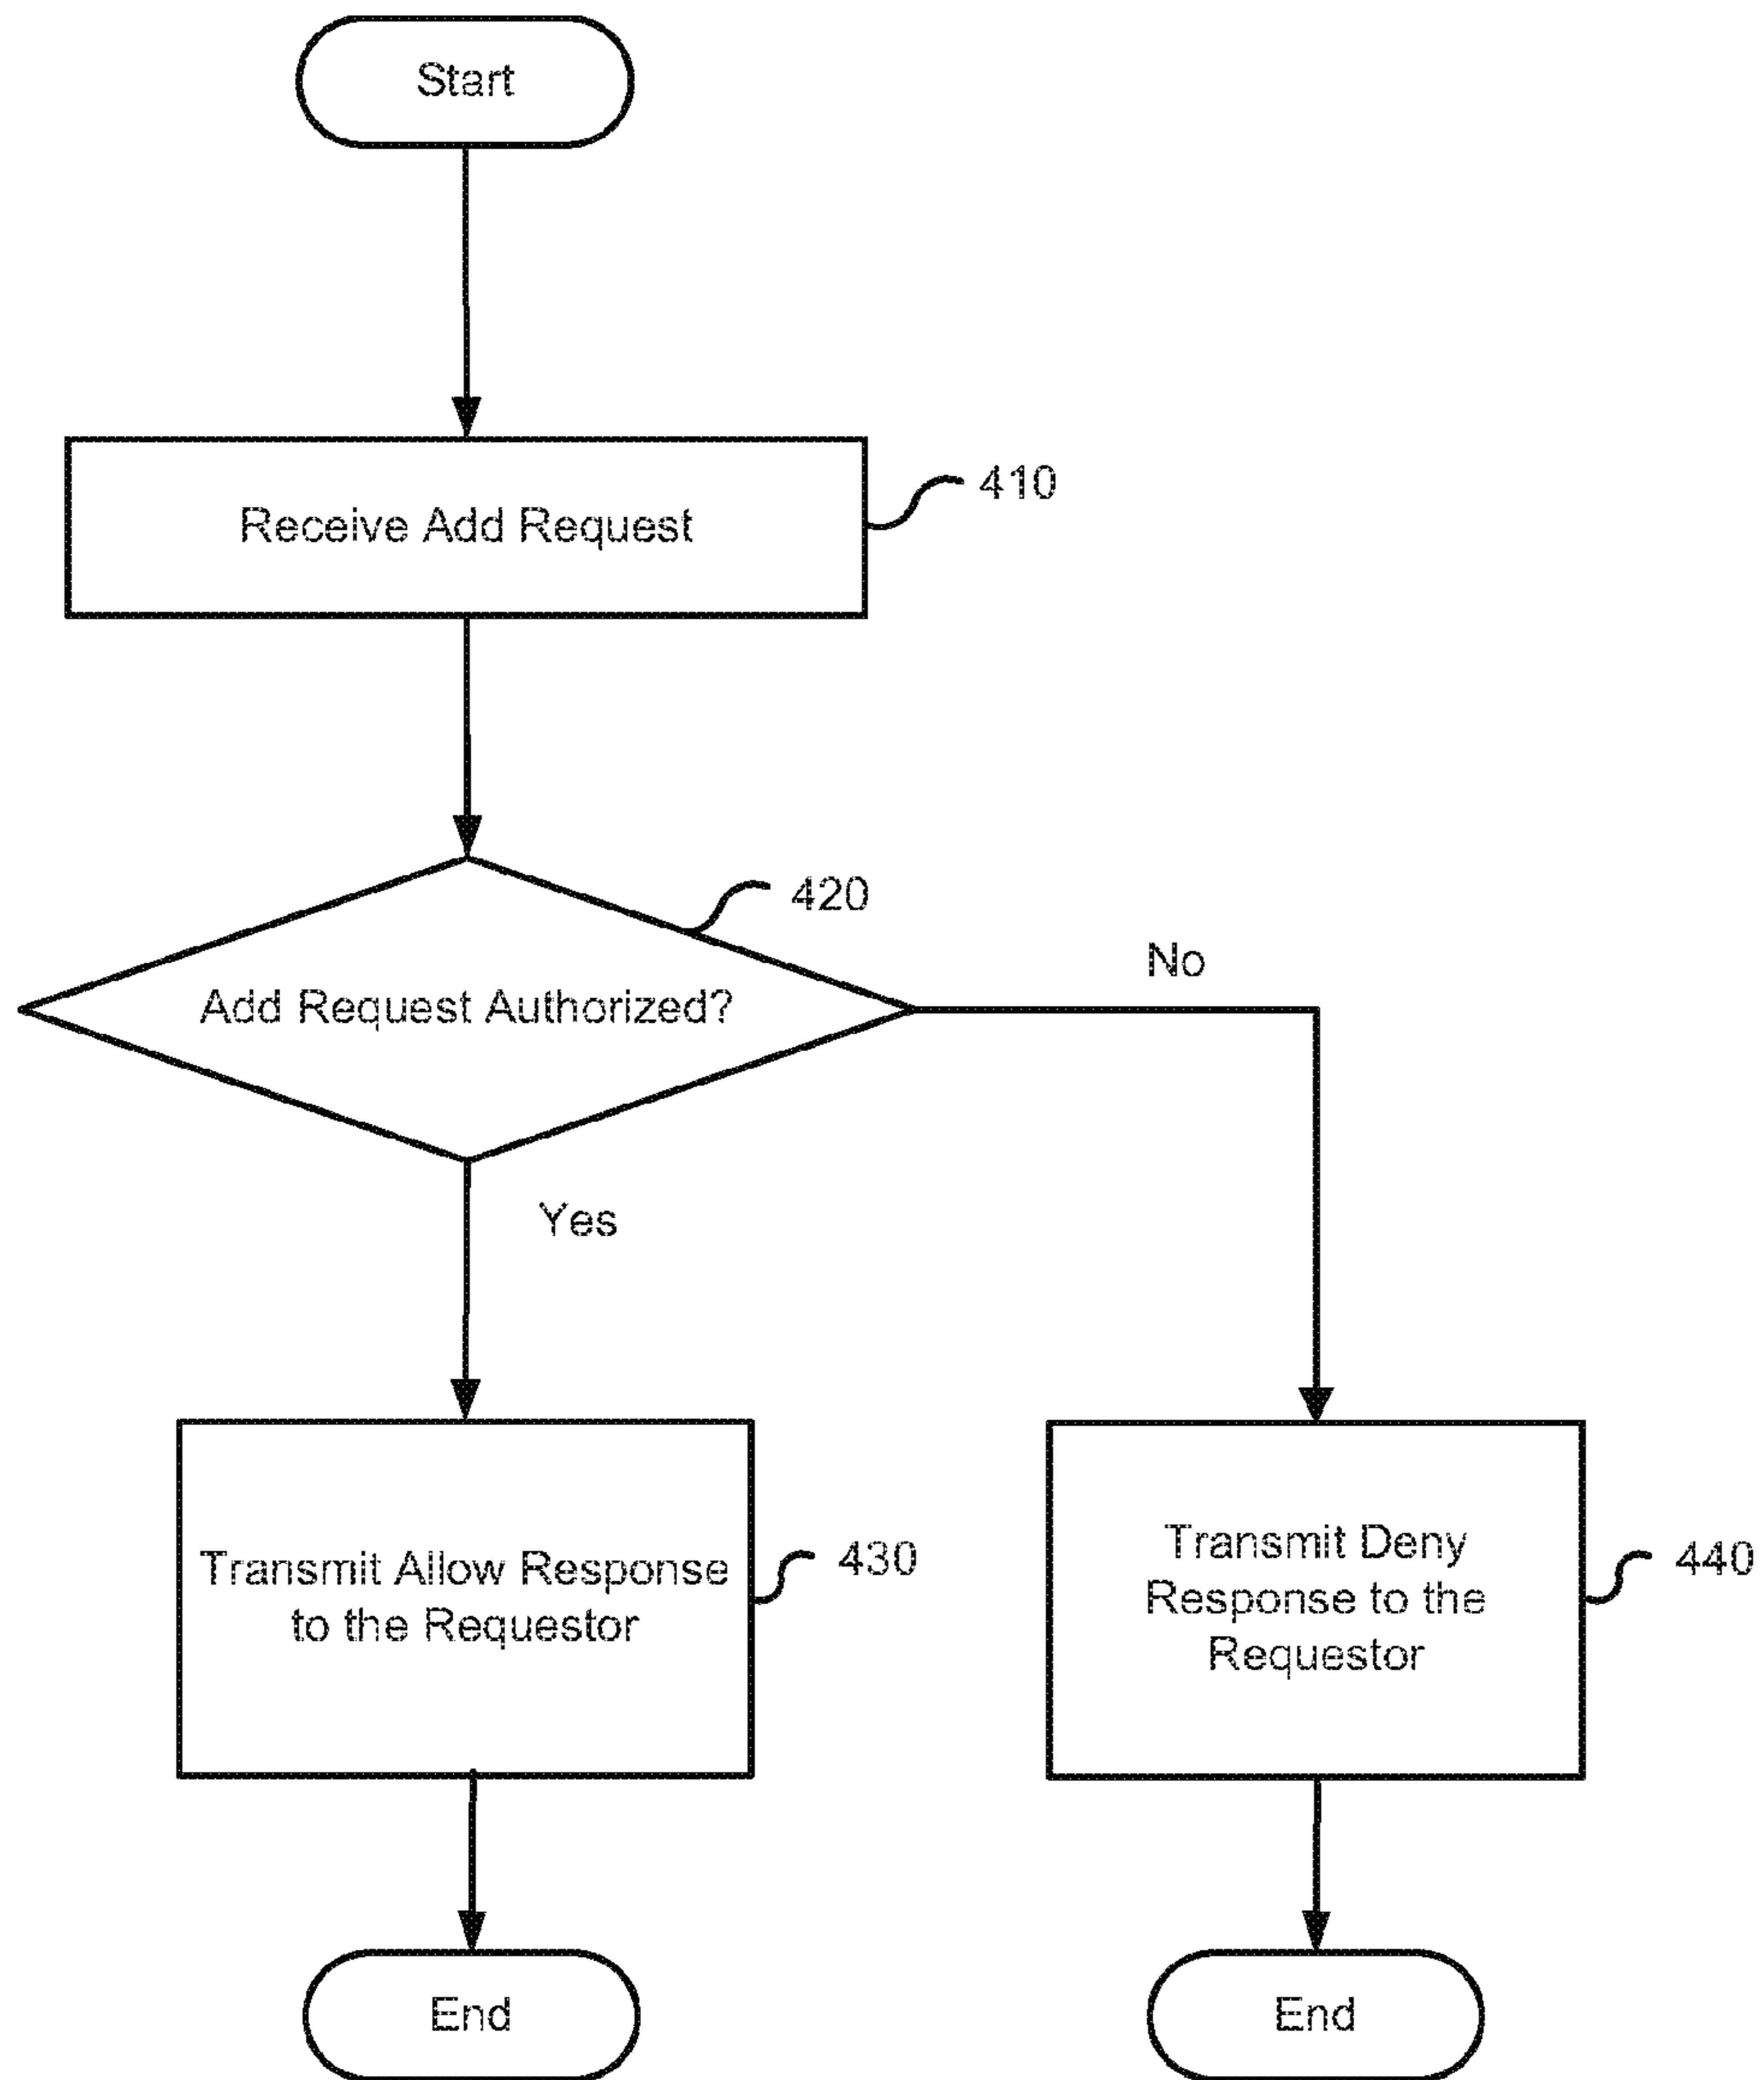 Start
Receive Add Request
410
420
Add Request Authorized?
No
Yes
Transmit Allow Response
to the Requestor
430
Transmit Deny
Response to the
Requestor
440
End
End